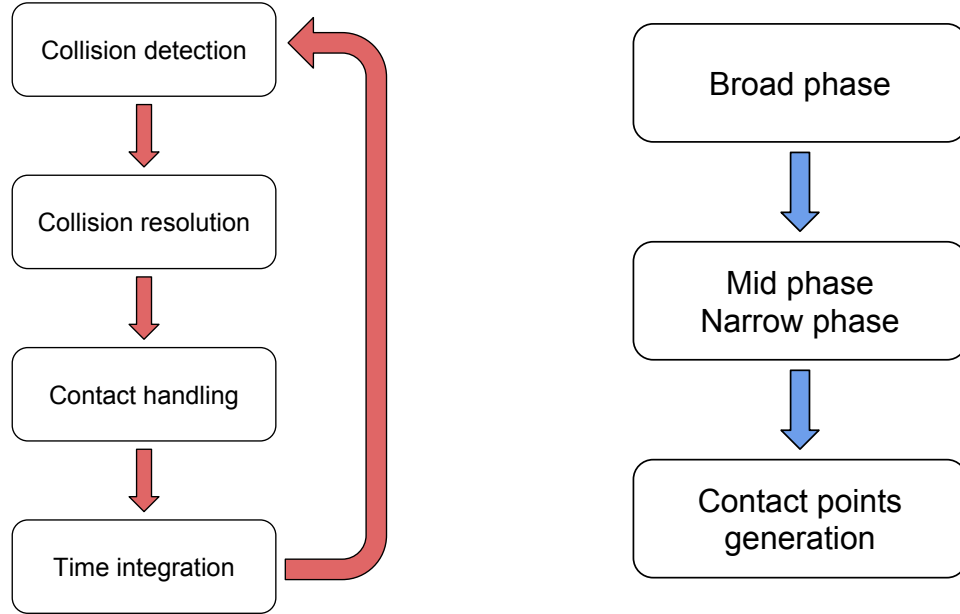 Collision detection
Collision resolution
Contact handling
Time integration
Broad phase
Mid phase
Narrow phase
Contact points
generation